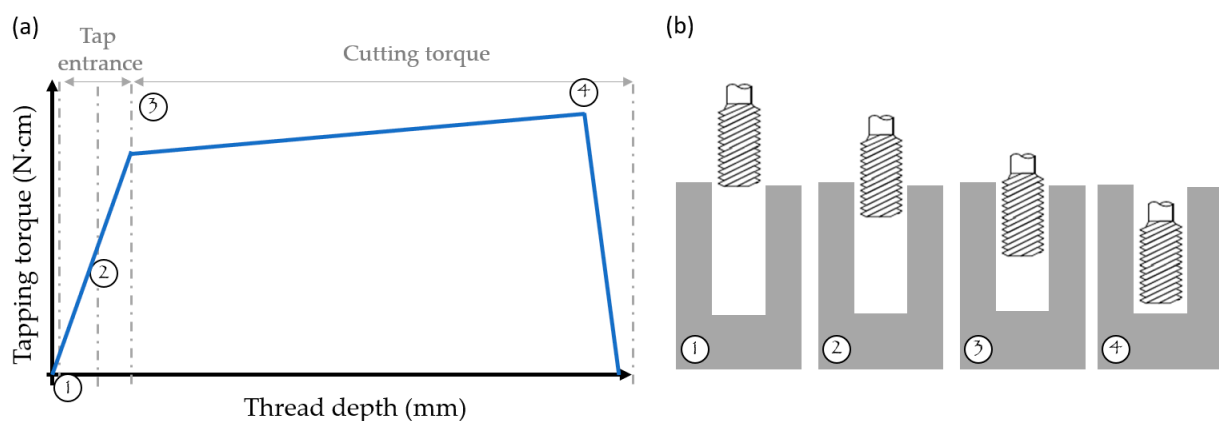 (a)
Tap
entrance
Cutting torque
③
④
②
①
Tapping torque (N·cm)
Thread depth (mm)
(b)
①
②
③
④